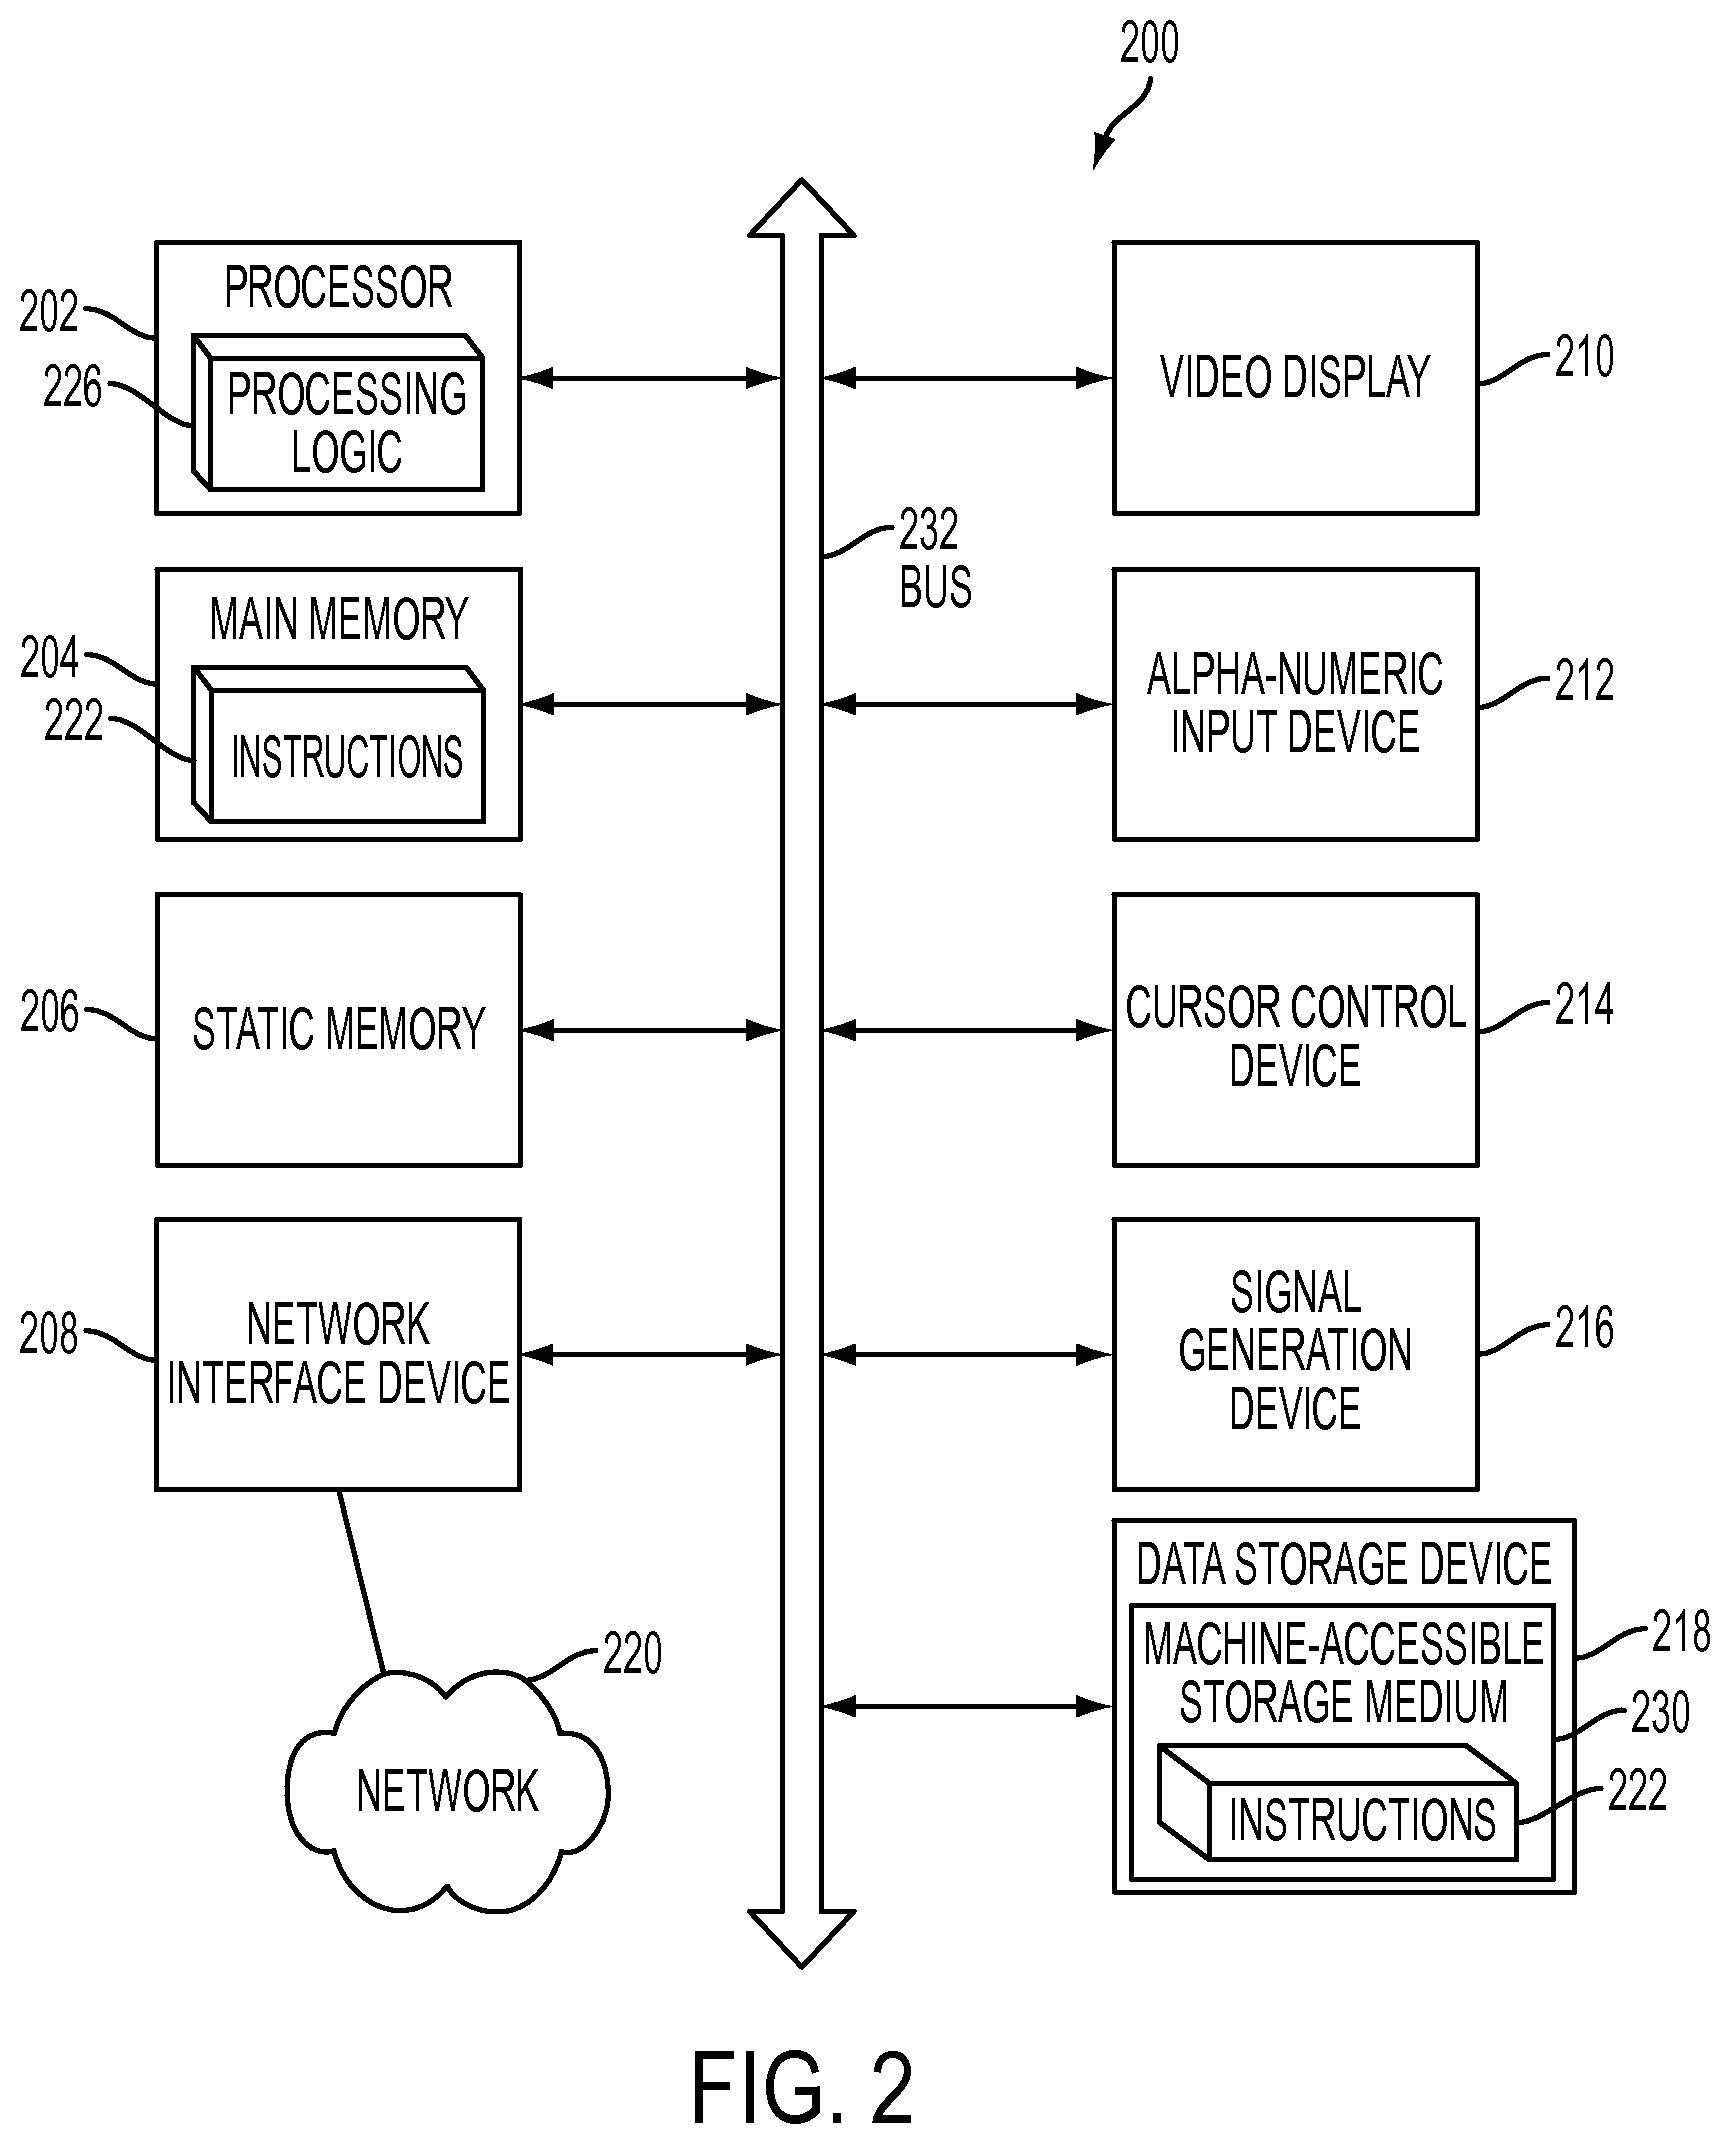 200
PROCESSOR
202
226
PROCESSING
LOGIC
VIDEO DISPLAY
210
232
BUS
MAIN MEMORY
204
222
INSTRUCTIONS
ALPHA-NUMERIC
INPUT DEVICE
212
206
STATIC MEMORY
CURSOR CONTROL
DEVICE
214
208
NETWORK
INTERFACE DEVICE
SIGNAL
GENERATION
DEVICE
216
220
NETWORK
DATA STORAGE DEVICE
MACHINE-ACCESSIBLE
STORAGE MEDIUM
218
230
222
INSTRUCTIONS
FIG. 2